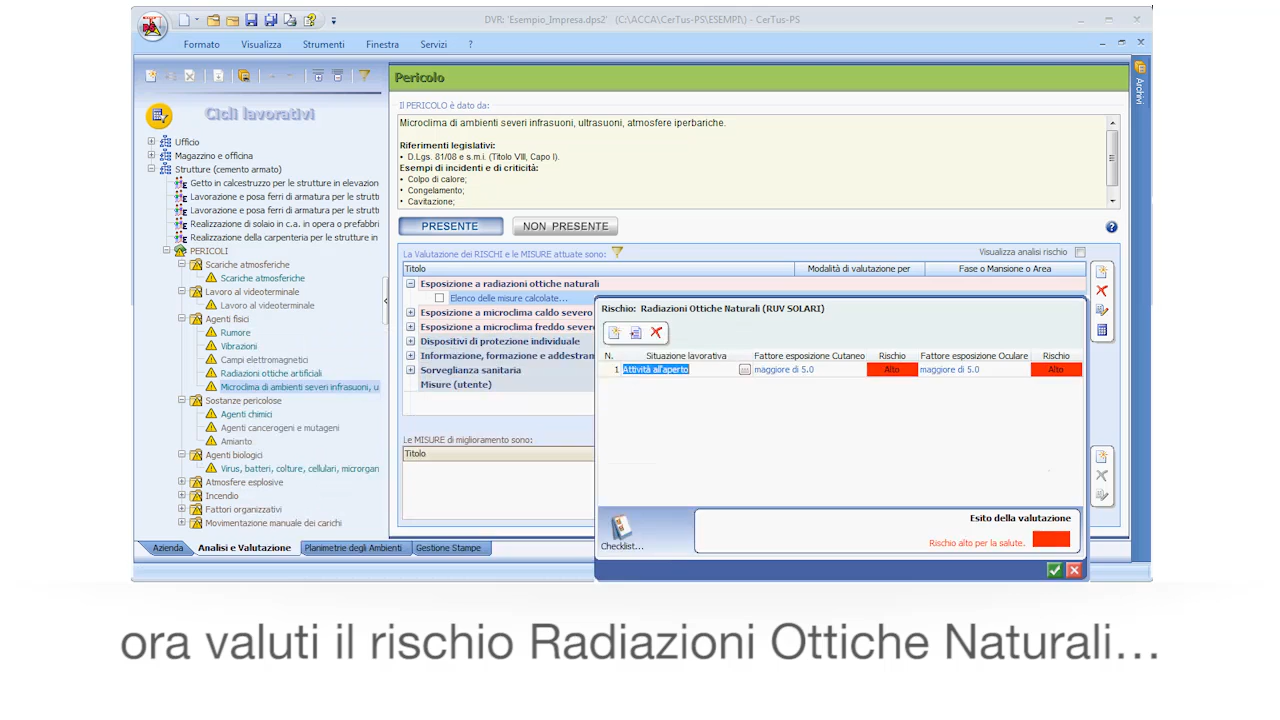 DVR: 'Esempio_Impresa.dps2' (C:\ACCA\CerTus-PS\ESEMPI\) - CerTus-PS
Formato Visualizza Strumenti Finestra Servizi ?
Cicli lavorativi
Ufficio
Magazzino e officina
Strutture (cemento armato)
Getto in calcestruzzo per le strutture in elevazion
Lavorazione e posa ferri di armatura per le strutt
Lavorazione e posa ferri di armatura per le strutt
Realizzazione di solaio in c.a. in opera o prefabbri
Realizzazione della carpenteria per le strutture in
PERICOLI
Scariche atmosferiche
Scariche atmosferiche
Lavoro al videoterminale
Lavoro al videoterminale
Agenti fisici
Rumore
Vibrazioni
Campi elettromagnetici
Radiazioni ottiche artificiali
Microclima di ambienti severi infrasuoni, u
Sostanze pericolose
Agenti chimici
Agenti cancerogeni e mutageni
Amianto
Agenti biologici
Virus, batteri, colture, cellulari, microrgan
Atmosfere esplosive
Incendio
Fattori organizzativi
Movimentazione manuale dei carichi
Pericolo
Il PERICOLO è dato da:
Microclima di ambienti severi infrasuoni, ultrasuoni, atmosfere iperbariche.
Riferimenti legislativi:
• D.Lgs. 81/08 e s.m.i. (Titolo VIII, Capo I).
Esempi di incidenti e di criticità:
• Colpo di calore;
• Congelamento;
• Cavitazione;
PRESENTE NON PRESENTE
La Valutazione dei RISCHI e le MISURE attuate sono: Visualizza analisi rischio
Titolo Modalità di valutazione per Fase o Mansione o Area
Esposizione a radiazioni ottiche naturali
Elenco delle misure calcolate...
Esposizione a microclima caldo severo
Esposizione a microclima freddo sever
Dispositivi di protezione individuale
Informazione, formazione e addestram
Sorveglianza sanitaria
Misure (utente)
Le MISURE di miglioramento sono:
Titolo
Rischio: Radiazioni Ottiche Naturali (RUV SOLARI)
N. Situazione lavorativa Fattore esposizione Cutaneo Rischio Fattore esposizione Oculare Rischio
1 Attività all'aperto maggiore di 5.0 Alto maggiore di 5.0 Alto
Checklist...
Esito della valutazione
Rischio alto per la salute.
Archivi
Azienda Analisi e Valutazione Planimetrie degli Ambienti Gestione Stampe
ora valuti il rischio Radiazioni Ottiche Naturali…